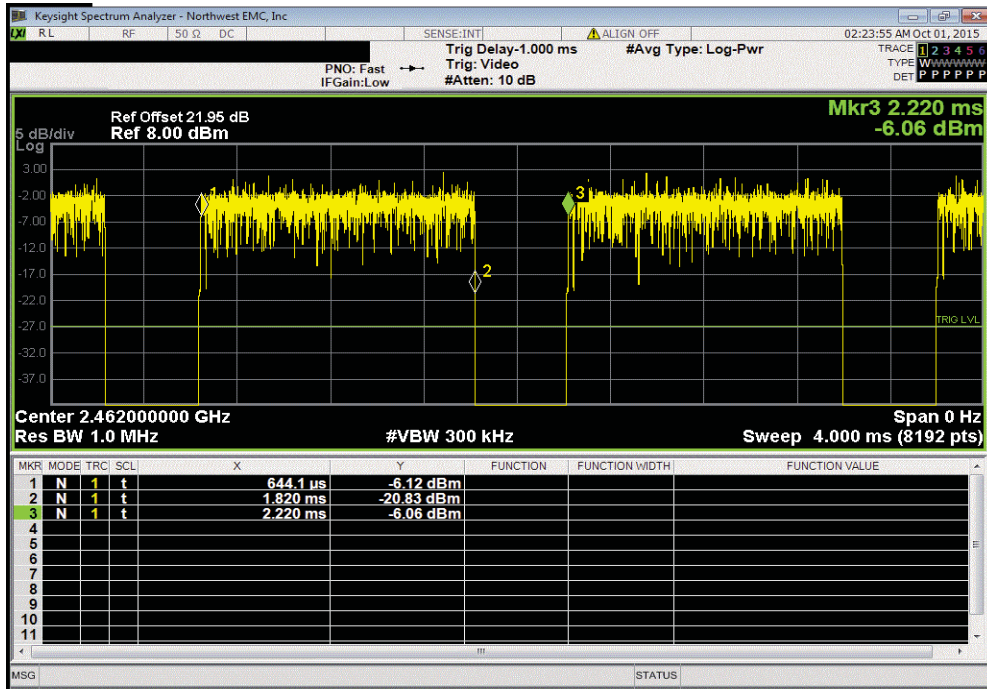 Keysight Spectrum Analyzer - Northwest EMC, Inc
LXI RL RF 50 Ω DC SENSE:INT ALIGN OFF 02:23:55 AM Oct 01, 2015
Trig Delay-1.000 ms #Avg Type: Log-Pwr TRACE 1 2 3 4 5 6
PNO: Fast Trig: Video TYPE WWWWWW
IFGain:Low #Atten: 10 dB DET P P P P P P
Mkr3 2.220 ms
-6.06 dBm
Ref Offset 21.95 dB
5 dB/div Ref 8.00 dBm
Log
3.00
-2.00
-7.00
-12.0
-17.0
-22.0
-27.0
-32.0
-37.0
1
2
3
TRIG LVL
Center 2.462000000 GHz Span 0 Hz
Res BW 1.0 MHz #VBW 300 kHz Sweep 4.000 ms (8192 pts)
MKR MODE TRC SCL X Y FUNCTION FUNCTION WIDTH FUNCTION VALUE
1 N 1 t 644.1 µs -6.12 dBm
2 N 1 t 1.820 ms -20.83 dBm
3 N 1 t 2.220 ms -6.06 dBm
4
5
6
7
8
9
10
11
MSG STATUS